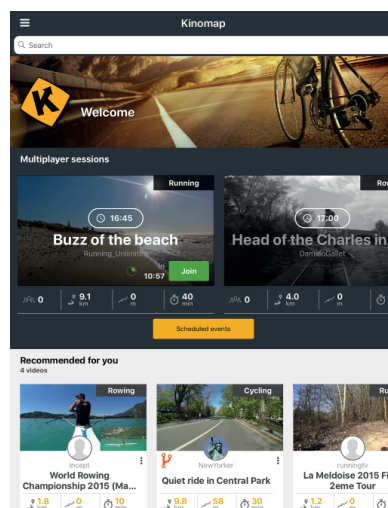 Kinomap
Search
Welcome
Multiplayer sessions
Running
16:45
Buzz of the beach
Running_Unlimited
in
10:57
Join
0
9.1
km
0
m
40
min
17:00
Head of the Charles in
DamienGallet
0
4.0
km
0
m
Scheduled events
Recommended for you
4 videos
Rowing
incept
World Rowing
Championship 2015 (Ma...
1.8
km
0
m
10
min
Cycling
NewYorker
Quiet ride in Central Park
9.8
km
58
m
30
min
Ru
runningtv
La Meldoise 2015 Fi
2eme Tour
1.2
km
0
m